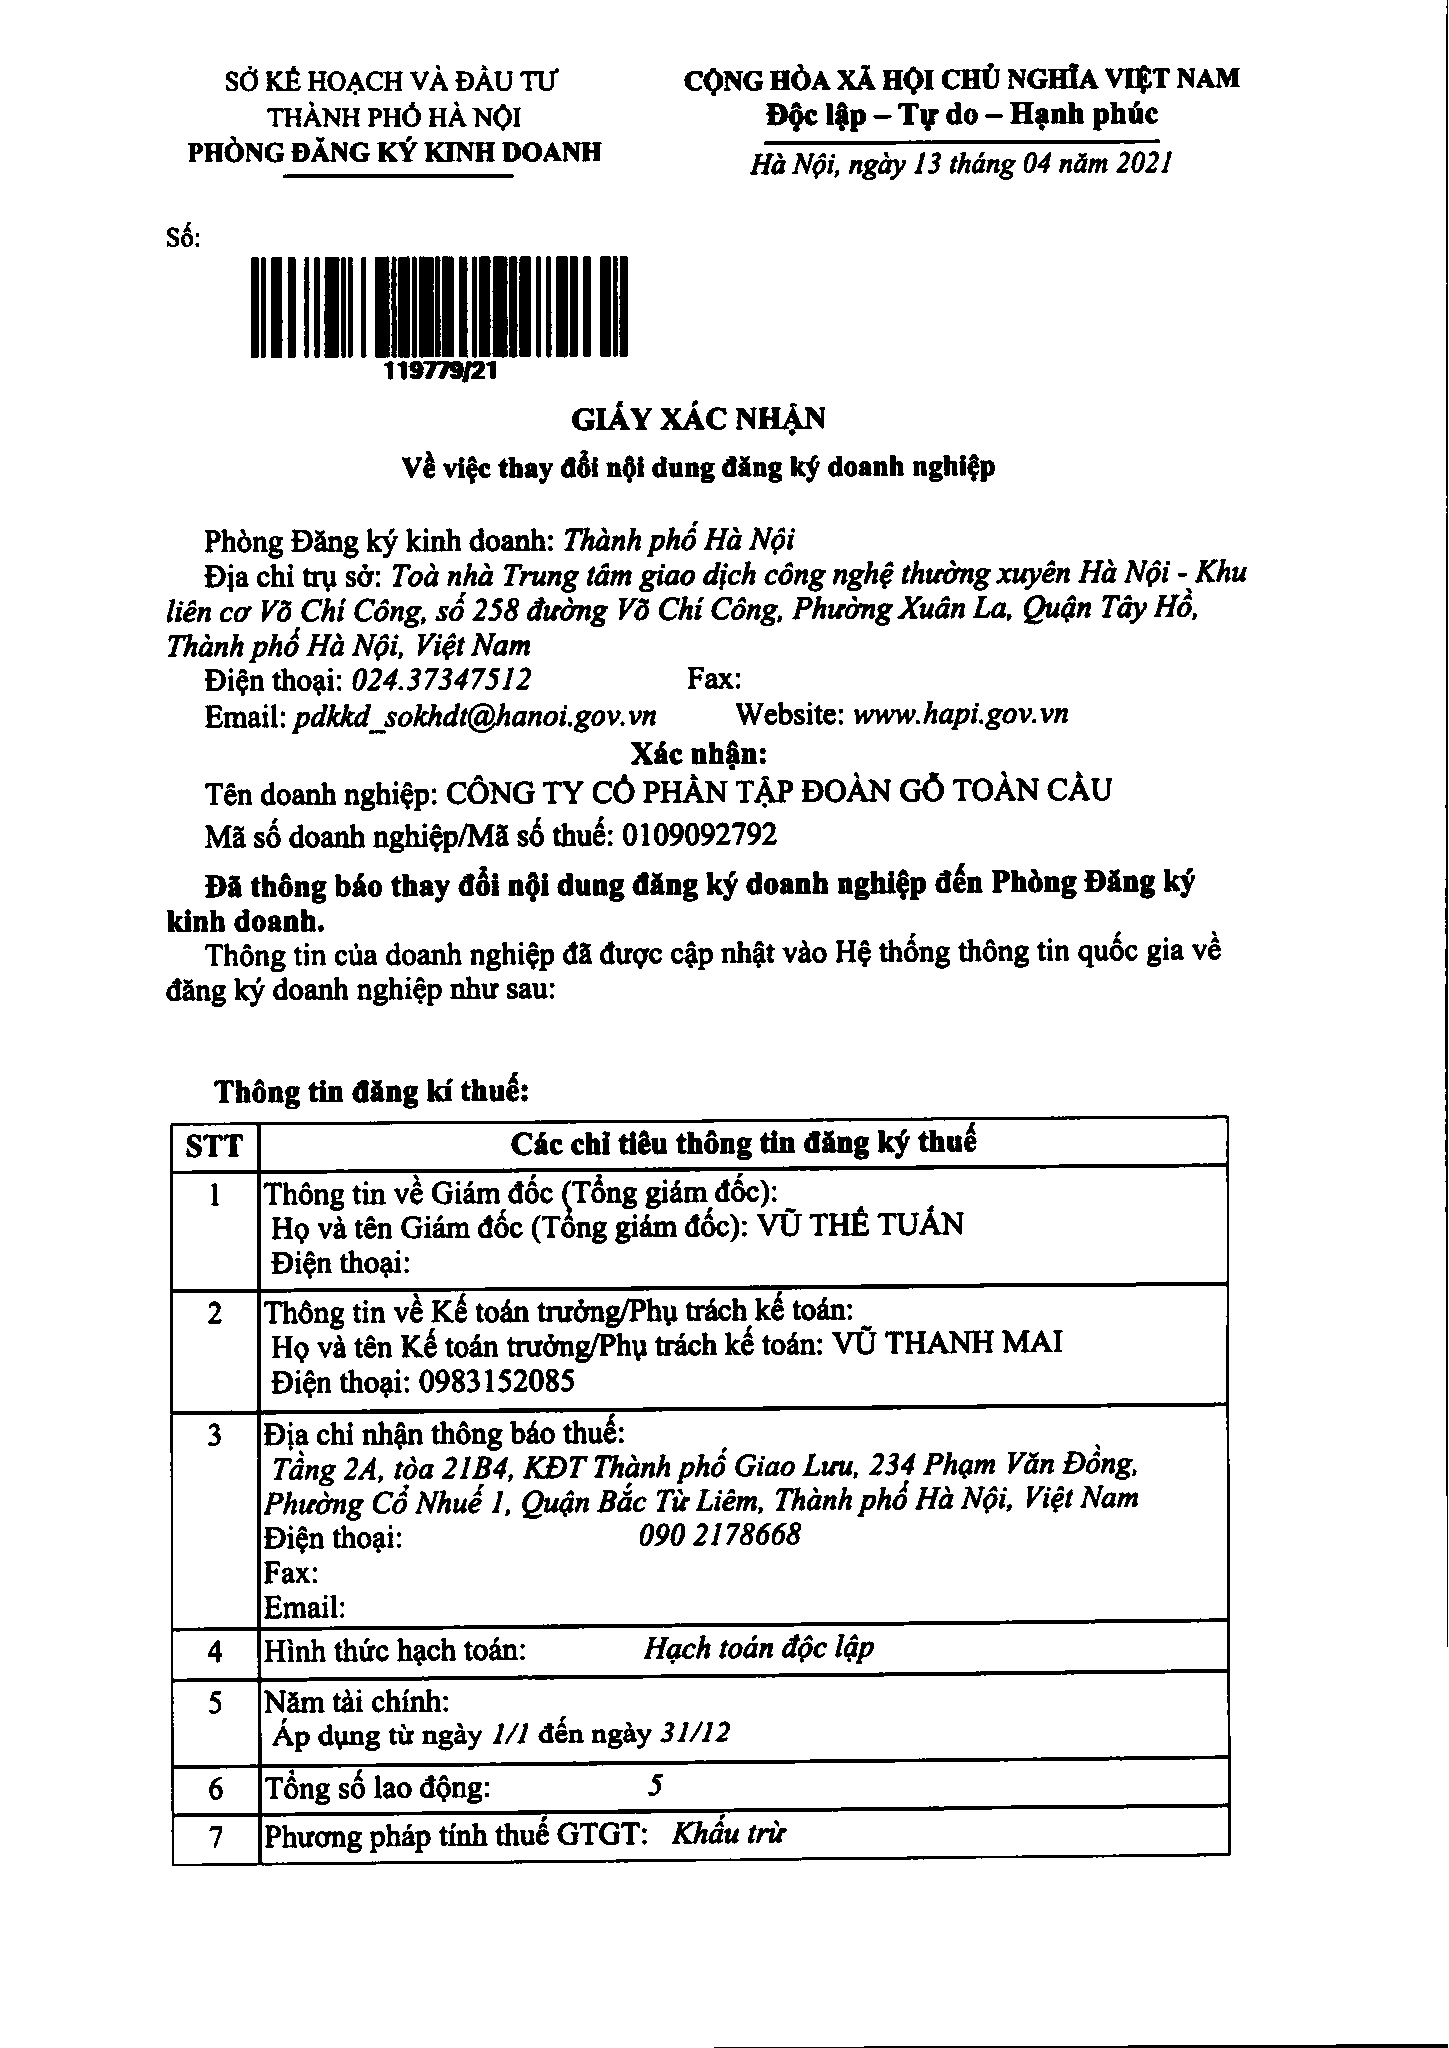 SỞ KẾ HOẠCH VÀ ĐẦU TƯ
THÀNH PHỐ HÀ NỘI
PHÒNG ĐĂNG KÝ KINH DOANH
CỘNG HÒA XÃ HỘI CHỦ NGHĨA VIỆT NAM
Độc lập – Tự do – Hạnh phúc
Hà Nội, ngày 13 tháng 04 năm 2021
Số:
119779/21
GIẤY XÁC NHẬN
Về việc thay đổi nội dung đăng ký doanh nghiệp
Phòng Đăng ký kinh doanh: Thành phố Hà Nội
Địa chỉ trụ sở: Toà nhà Trung tâm giao dịch công nghệ thường xuyên Hà Nội - Khu
liên cơ Võ Chí Công, số 258 đường Võ Chí Công, Phường Xuân La, Quận Tây Hồ,
Thành phố Hà Nội, Việt Nam
Điện thoại: 024.37347512 Fax:
Email: pdkkd_sokhdt@hanoi.gov.vn Website: www.hapi.gov.vn
Xác nhận:
Tên doanh nghiệp: CÔNG TY CỔ PHẦN TẬP ĐOÀN GỖ TOÀN CẦU
Mã số doanh nghiệp/Mã số thuế: 0109092792
Đã thông báo thay đổi nội dung đăng ký doanh nghiệp đến Phòng Đăng ký
kinh doanh.
Thông tin của doanh nghiệp đã được cập nhật vào Hệ thống thông tin quốc gia về
đăng ký doanh nghiệp như sau:
Thông tin đăng kí thuế:
STT Các chỉ tiêu thông tin đăng ký thuế
1 Thông tin về Giám đốc (Tổng giám đốc):
Họ và tên Giám đốc (Tổng giám đốc): VŨ THẾ TUẤN
Điện thoại:
2 Thông tin về Kế toán trưởng/Phụ trách kế toán:
Họ và tên Kế toán trưởng/Phụ trách kế toán: VŨ THANH MAI
Điện thoại: 0983152085
3 Địa chỉ nhận thông báo thuế:
Tầng 2A, tòa 21B4, KĐT Thành phố Giao Lưu, 234 Phạm Văn Đồng,
Phường Cổ Nhuế 1, Quận Bắc Từ Liêm, Thành phố Hà Nội, Việt Nam
Điện thoại: 090 2178668
Fax:
Email:
4 Hình thức hạch toán: Hạch toán độc lập
5 Năm tài chính:
Áp dụng từ ngày 1/1 đến ngày 31/12
6 Tổng số lao động: 5
7 Phương pháp tính thuế GTGT: Khấu trừ